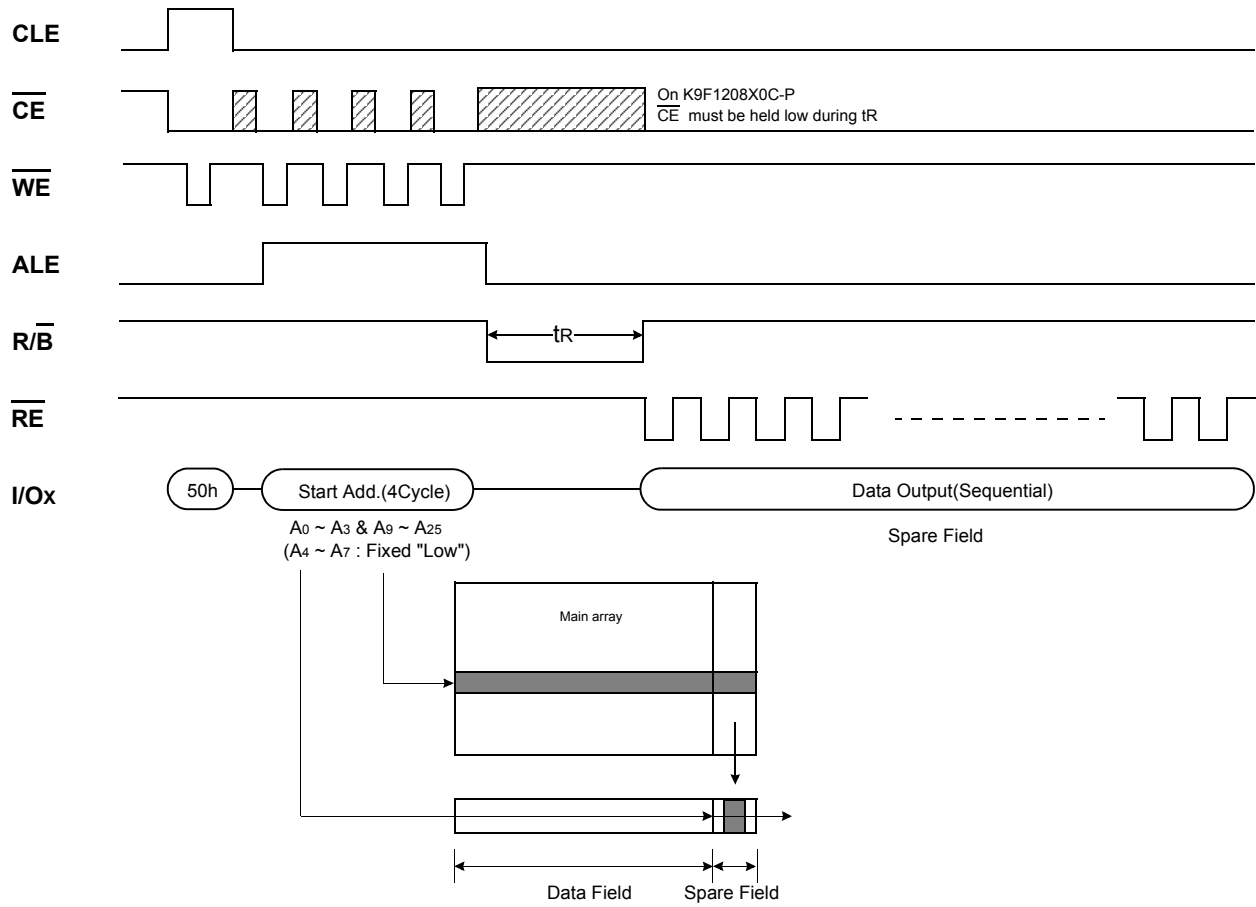 CLE
CE
On K9F1208X0C-P
CE must be held low during tR
WE
ALE
R/B
tR
RE
I/Ox
50h
Start Add.(4Cycle)
Data Output(Sequential)
A0 ~ A3 & A9 ~ A25
(A4 ~ A7 : Fixed "Low")
Spare Field
Main array
Data Field
Spare Field